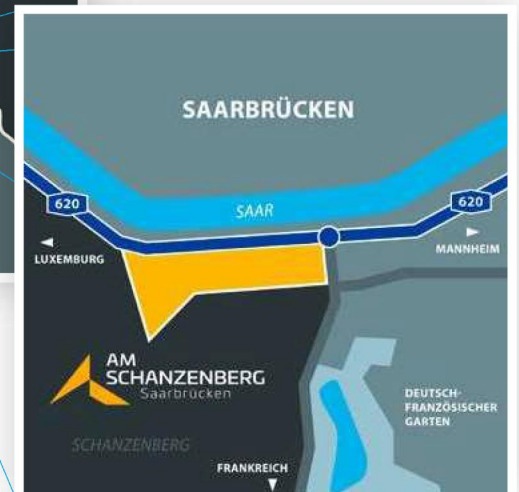 SAARBRÜCKEN
620
620
SAAR
LUXEMBURG
MANNHEIM
AM
SCHANZENBERG
Saarbrücken
DEUTSCH-
FRANZÖSISCHER
GARTEN
SCHANZENBERG
FRANKREICH